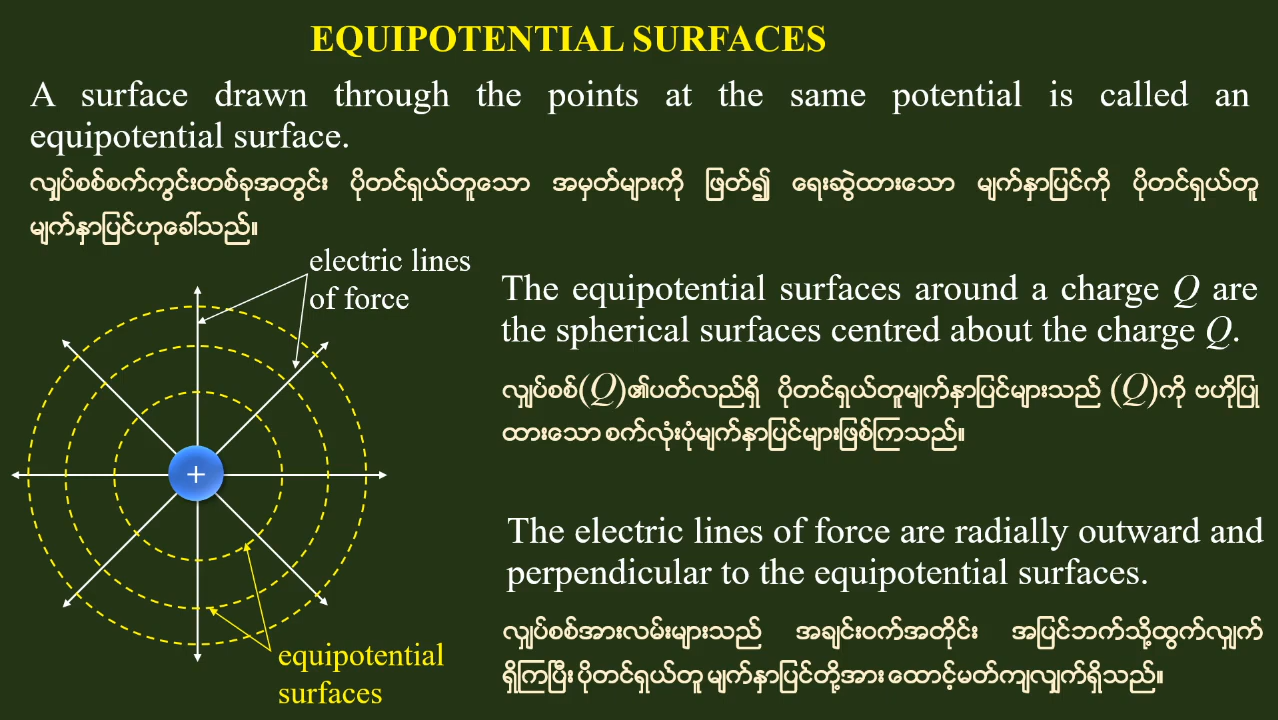 EQUIPOTENTIAL SURFACES
A surface drawn through the points at the same potential is called an
equipotential surface.
လျှပ်စစ်စက်ကွင်းတစ်ခုအတွင်း ပိုတင်ရှယ်တူသော အမှတ်များကို ဖြတ်၍ ရေးဆွဲထားသော မျက်နှာပြင်ကို ပိုတင်ရှယ်တူ
မျက်နှာပြင်ဟုခေါ်သည်။
electric lines
of force
The equipotential surfaces around a charge Q are
the spherical surfaces centred about the charge Q.
လျှပ်စစ်(Q)၏ပတ်လည်ရှိ ပိုတင်ရှယ်တူမျက်နှာပြင်များသည် (Q)ကို ဗဟိုပြု
ထားသော စက်လုံးပုံမျက်နှာပြင်များဖြစ်ကြသည်။
+
The electric lines of force are radially outward and
perpendicular to the equipotential surfaces.
လျှပ်စစ်အားလမ်းများသည် အချင်းဝက်အတိုင်း အပြင်ဘက်သို့ထွက်လျှက်
ရှိကြပြီး ပိုတင်ရှယ်တူ မျက်နှာပြင်တို့အား ထောင့်မတ်ကျလျှက်ရှိသည်။
equipotential
surfaces